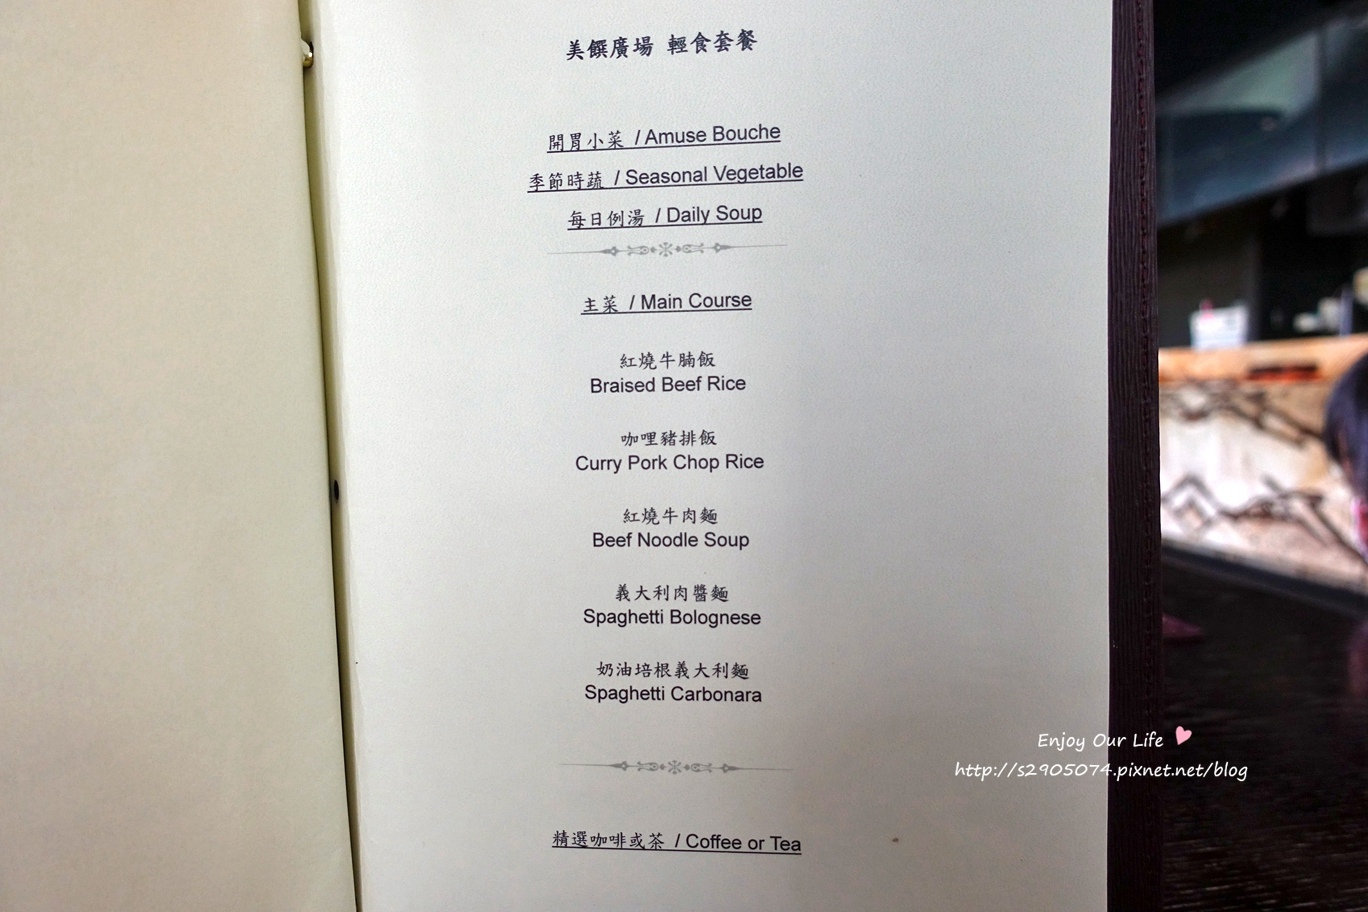 美饌廣場 輕食套餐
開胃小菜 / Amuse Bouche
季節時蔬 / Seasonal Vegetable
每日例湯 / Daily Soup
主菜 / Main Course
紅燒牛腩飯
Braised Beef Rice
咖哩豬排飯
Curry Pork Chop Rice
紅燒牛肉麵
Beef Noodle Soup
義大利肉醬麵
Spaghetti Bolognese
奶油培根義大利麵
Spaghetti Carbonara
精選咖啡或茶 / Coffee or Tea
Enjoy Our Life
http://s2905074.pixnet.net/blog